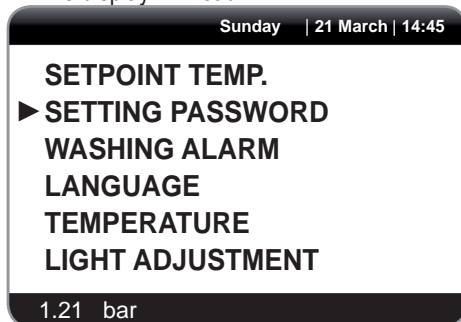 Sunday | 21 March | 14:45
SETPOINT TEMP.
SETTING PASSWORD
WASHING ALARM
LANGUAGE
TEMPERATURE
LIGHT ADJUSTMENT
1.21 bar